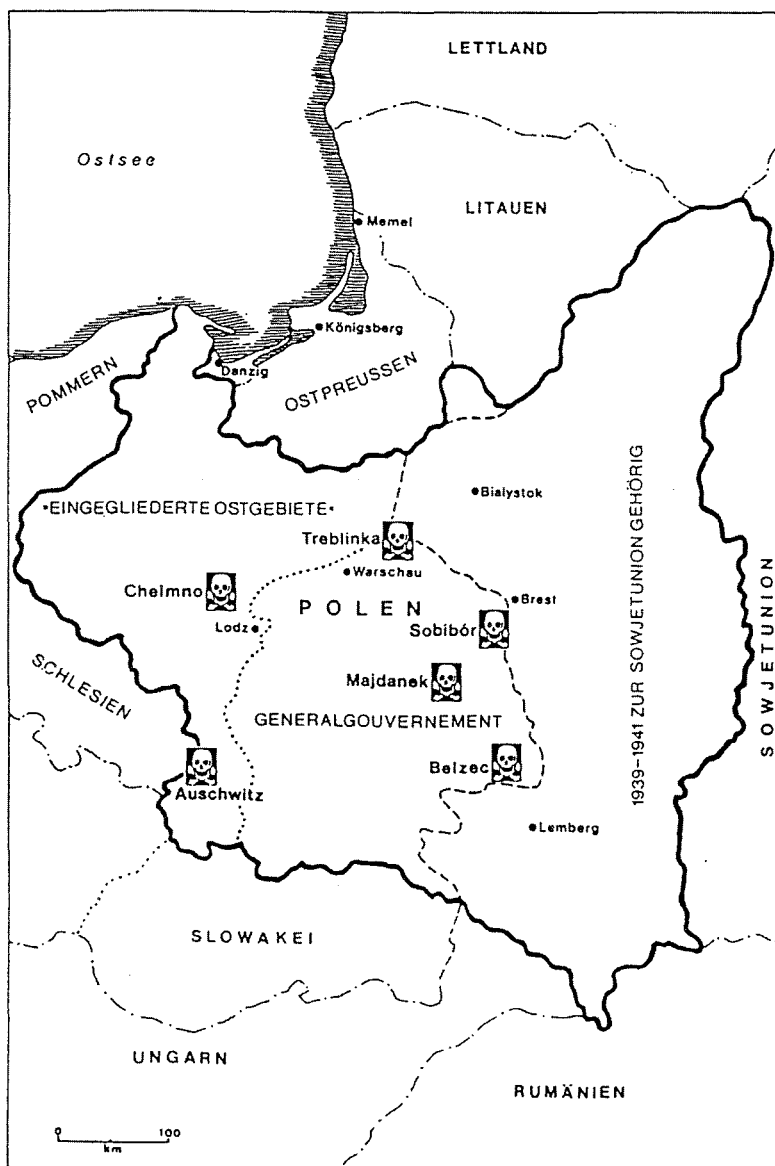 LETTLAND
Ostsee
LITAUEN
Memel
Königsberg
POMMERN
Danzig
OSTPREUSSEN
•EINGEGLIEDERTE OSTGEBIETE•
Bialystok
Treblinka
Warschau
Chelmno
POLEN
Brest
Lodz
Sobibór
SCHLESIEN
Majdanek
GENERALGOUVERNEMENT
1939–1941 ZUR SOWJETUNION GEHÖRIG
SOWJETUNION
Belzec
Auschwitz
Lemberg
SLOWAKEI
UNGARN
RUMÄNIEN
0 100
km